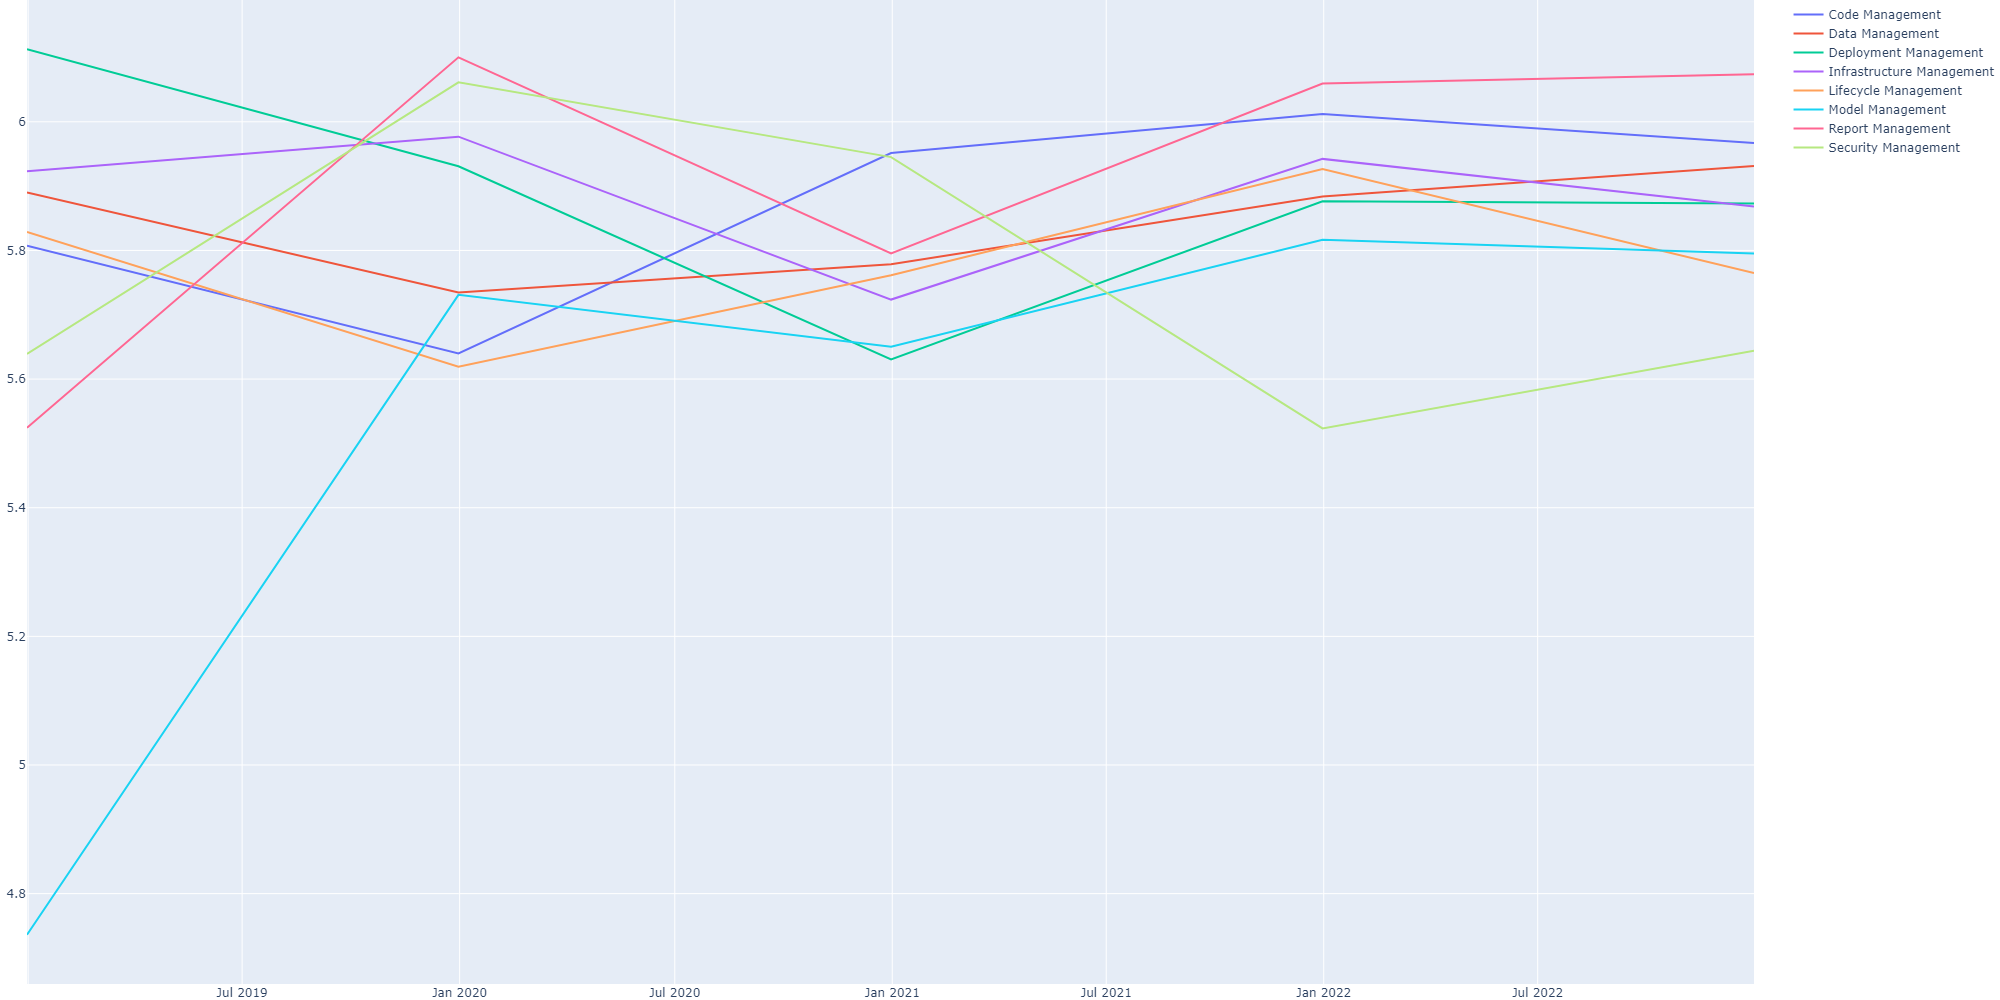 Code Management
Data Management
Deployment Management
Infrastructure Management
Lifecycle Management
Model Management
Report Management
Security Management
6
5.8
5.6
5.4
5.2
5
4.8
Jul 2019 Jan 2020 Jul 2020 Jan 2021 Jul 2021 Jan 2022 Jul 2022